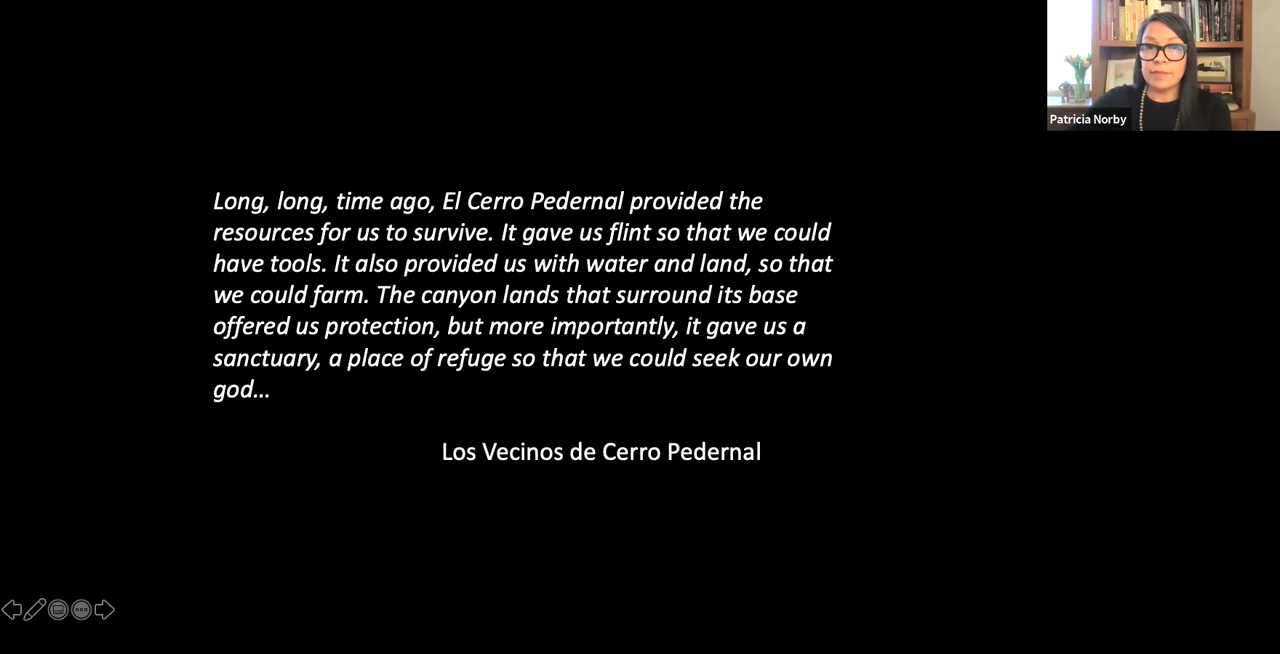 Patricia Norby
Long, long, time ago, El Cerro Pedernal provided the
resources for us to survive. It gave us flint so that we could
have tools. It also provided us with water and land, so that
we could farm. The canyon lands that surround its base
offered us protection, but more importantly, it gave us a
sanctuary, a place of refuge so that we could seek our own
god...
Los Vecinos de Cerro Pedernal